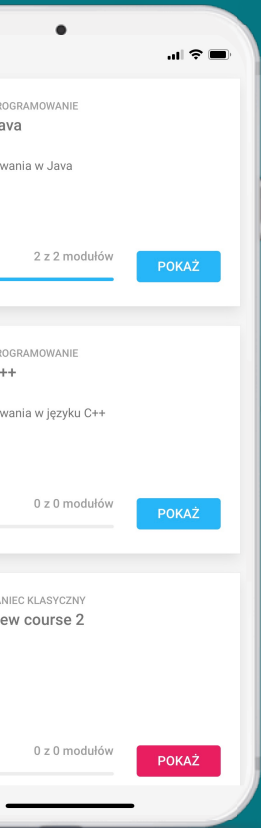 ROGRAMOWANIE
ava
wania w Java
2 z 2 modułów
POKAŻ
ROGRAMOWANIE
++
wania w języku C++
0 z 0 modułów
POKAŻ
ANIEC KLASYCZNY
ew course 2
0 z 0 modułów
POKAŻ